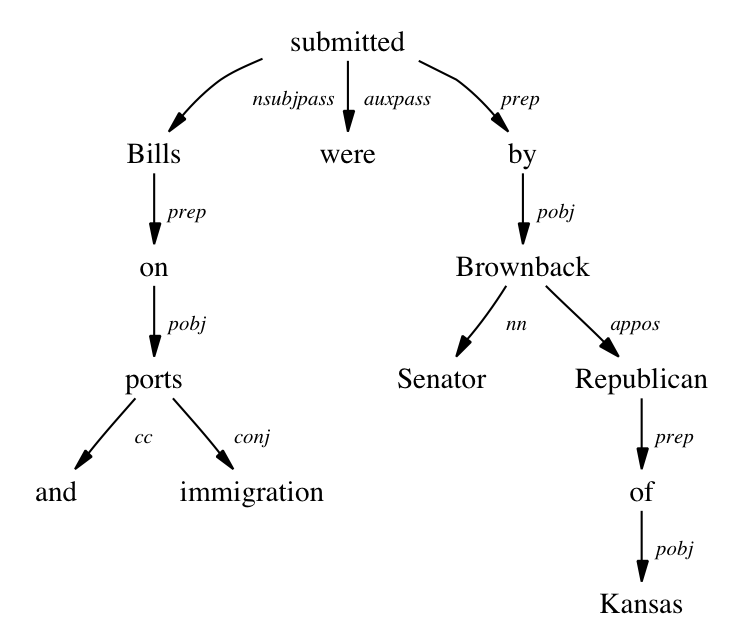 submitted
nsubjpass auxpass prep
Bills were by
prep pobj
on Brownback
pobj nn appos
ports Senator Republican
cc conj prep
and immigration of
pobj
Kansas